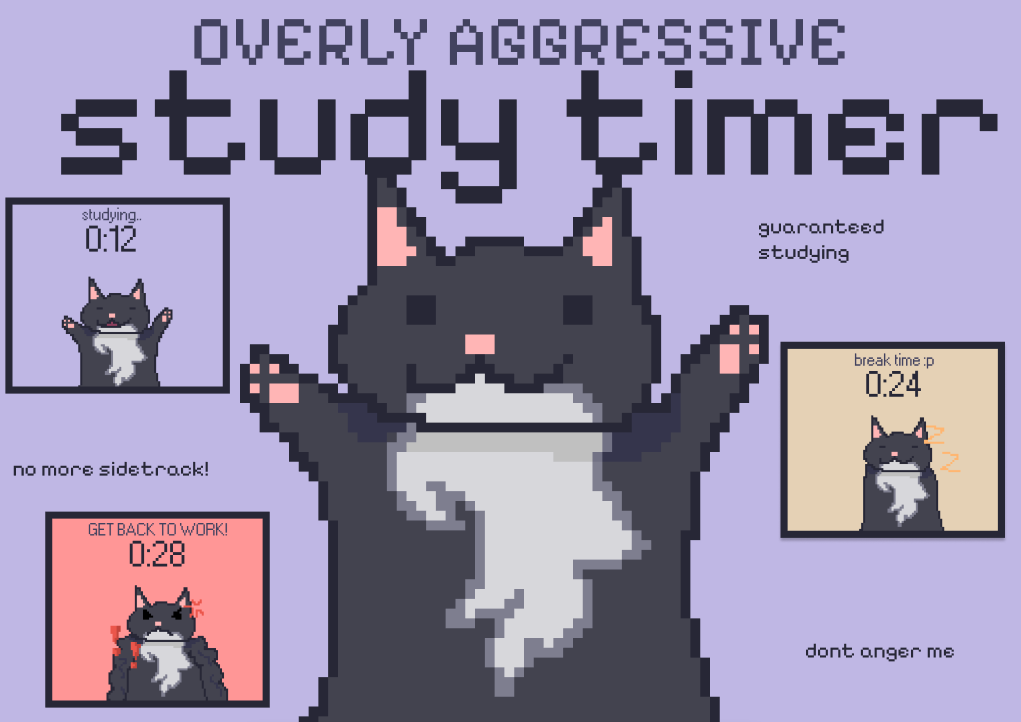 OVERLY AGGRESSIVE
study timer
studying..
0:12
guaranteed
studying
break time :p
0:24
no more sidetrack!
GET BACK TO WORK!
0:28
dont anger me